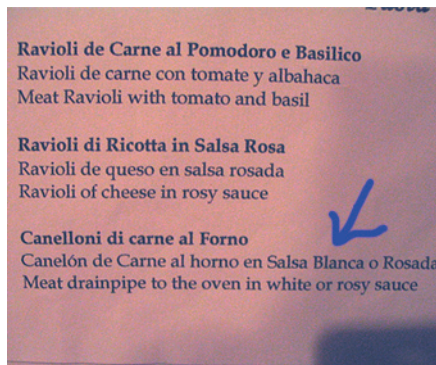 Ravioli de Carne al Pomodoro e Basilico
Ravioli de carne con tomate y albahaca
Meat Ravioli with tomato and basil
Ravioli di Ricotta in Salsa Rosa
Ravioli de queso en salsa rosada
Ravioli of cheese in rosy sauce
Canelloni di carne al Forno
Canelón de Carne al horno en Salsa Blanca o Rosada
Meat drainpipe to the oven in white or rosy sauce